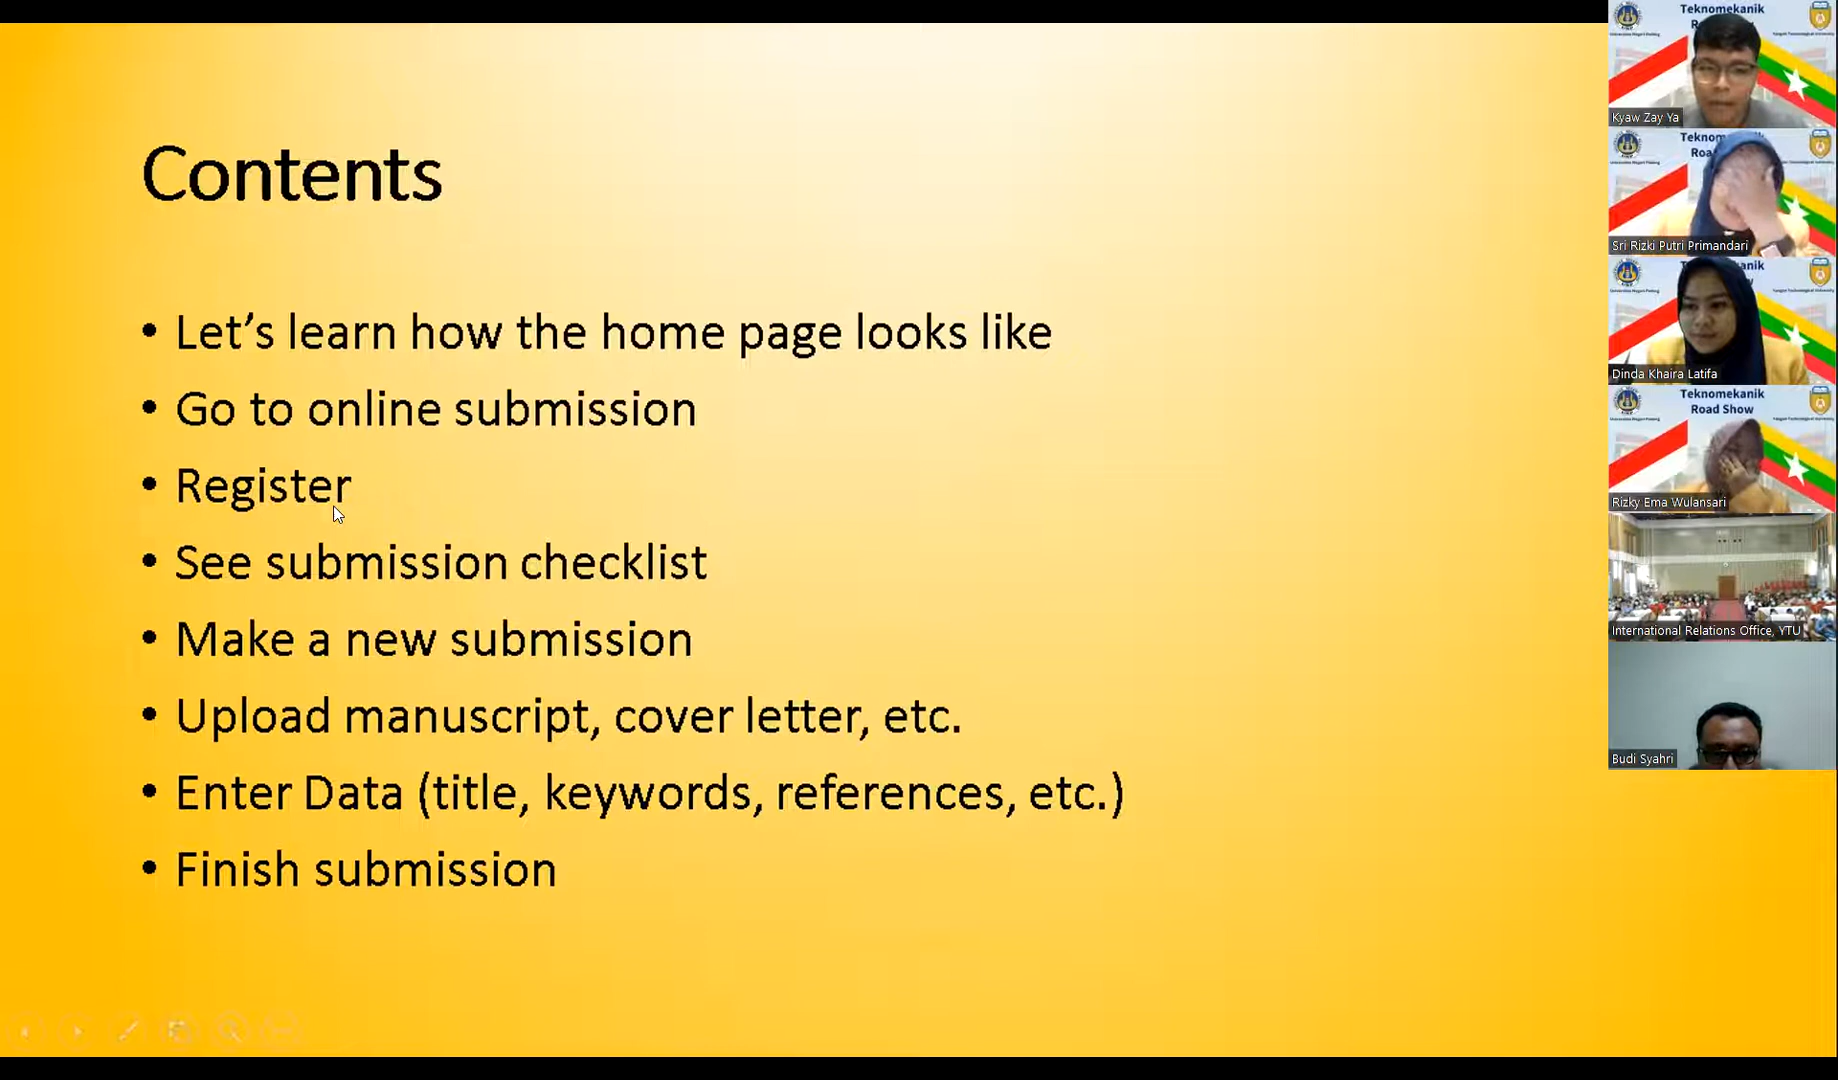 Contents
• Let’s learn how the home page looks like
• Go to online submission
• Register
• See submission checklist
• Make a new submission
• Upload manuscript, cover letter, etc.
• Enter Data (title, keywords, references, etc.)
• Finish submission
Teknomekanik
Kyaw Zay Ya
Sri Rizki Putri Primandari
Dinda Khaira Latifa
Teknomekanik
Road Show
Rizky Ema Wulansari
International Relations Office, YTU
Budi Syahri